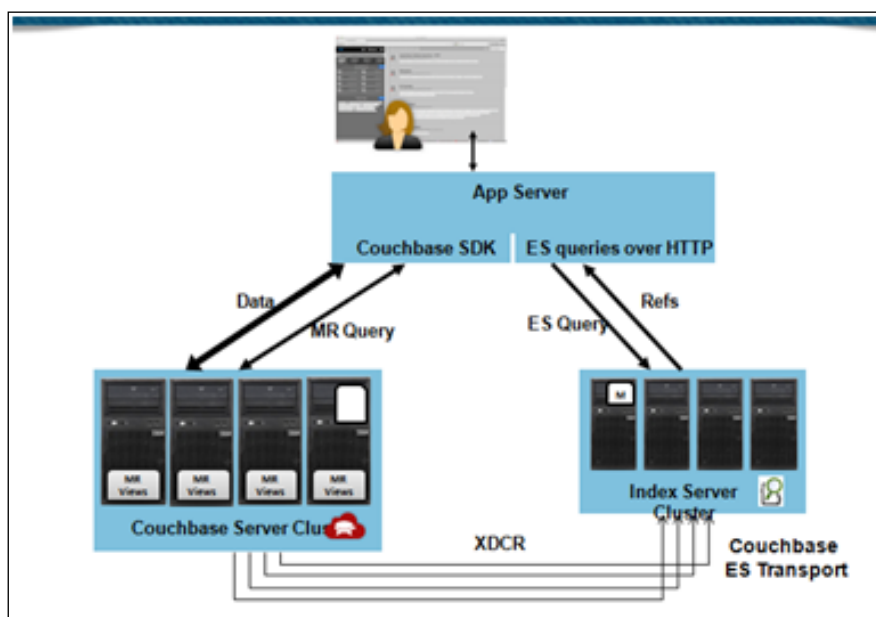 App Server
Couchbase SDK
ES queries over HTTP
Data
MR Query
ES Query
Refs
MR
Views
MR
Views
MR
Views
MR
Views
Couchbase Server Clus
M
Index Server
Cluster
XDCR
Couchbase
ES Transport